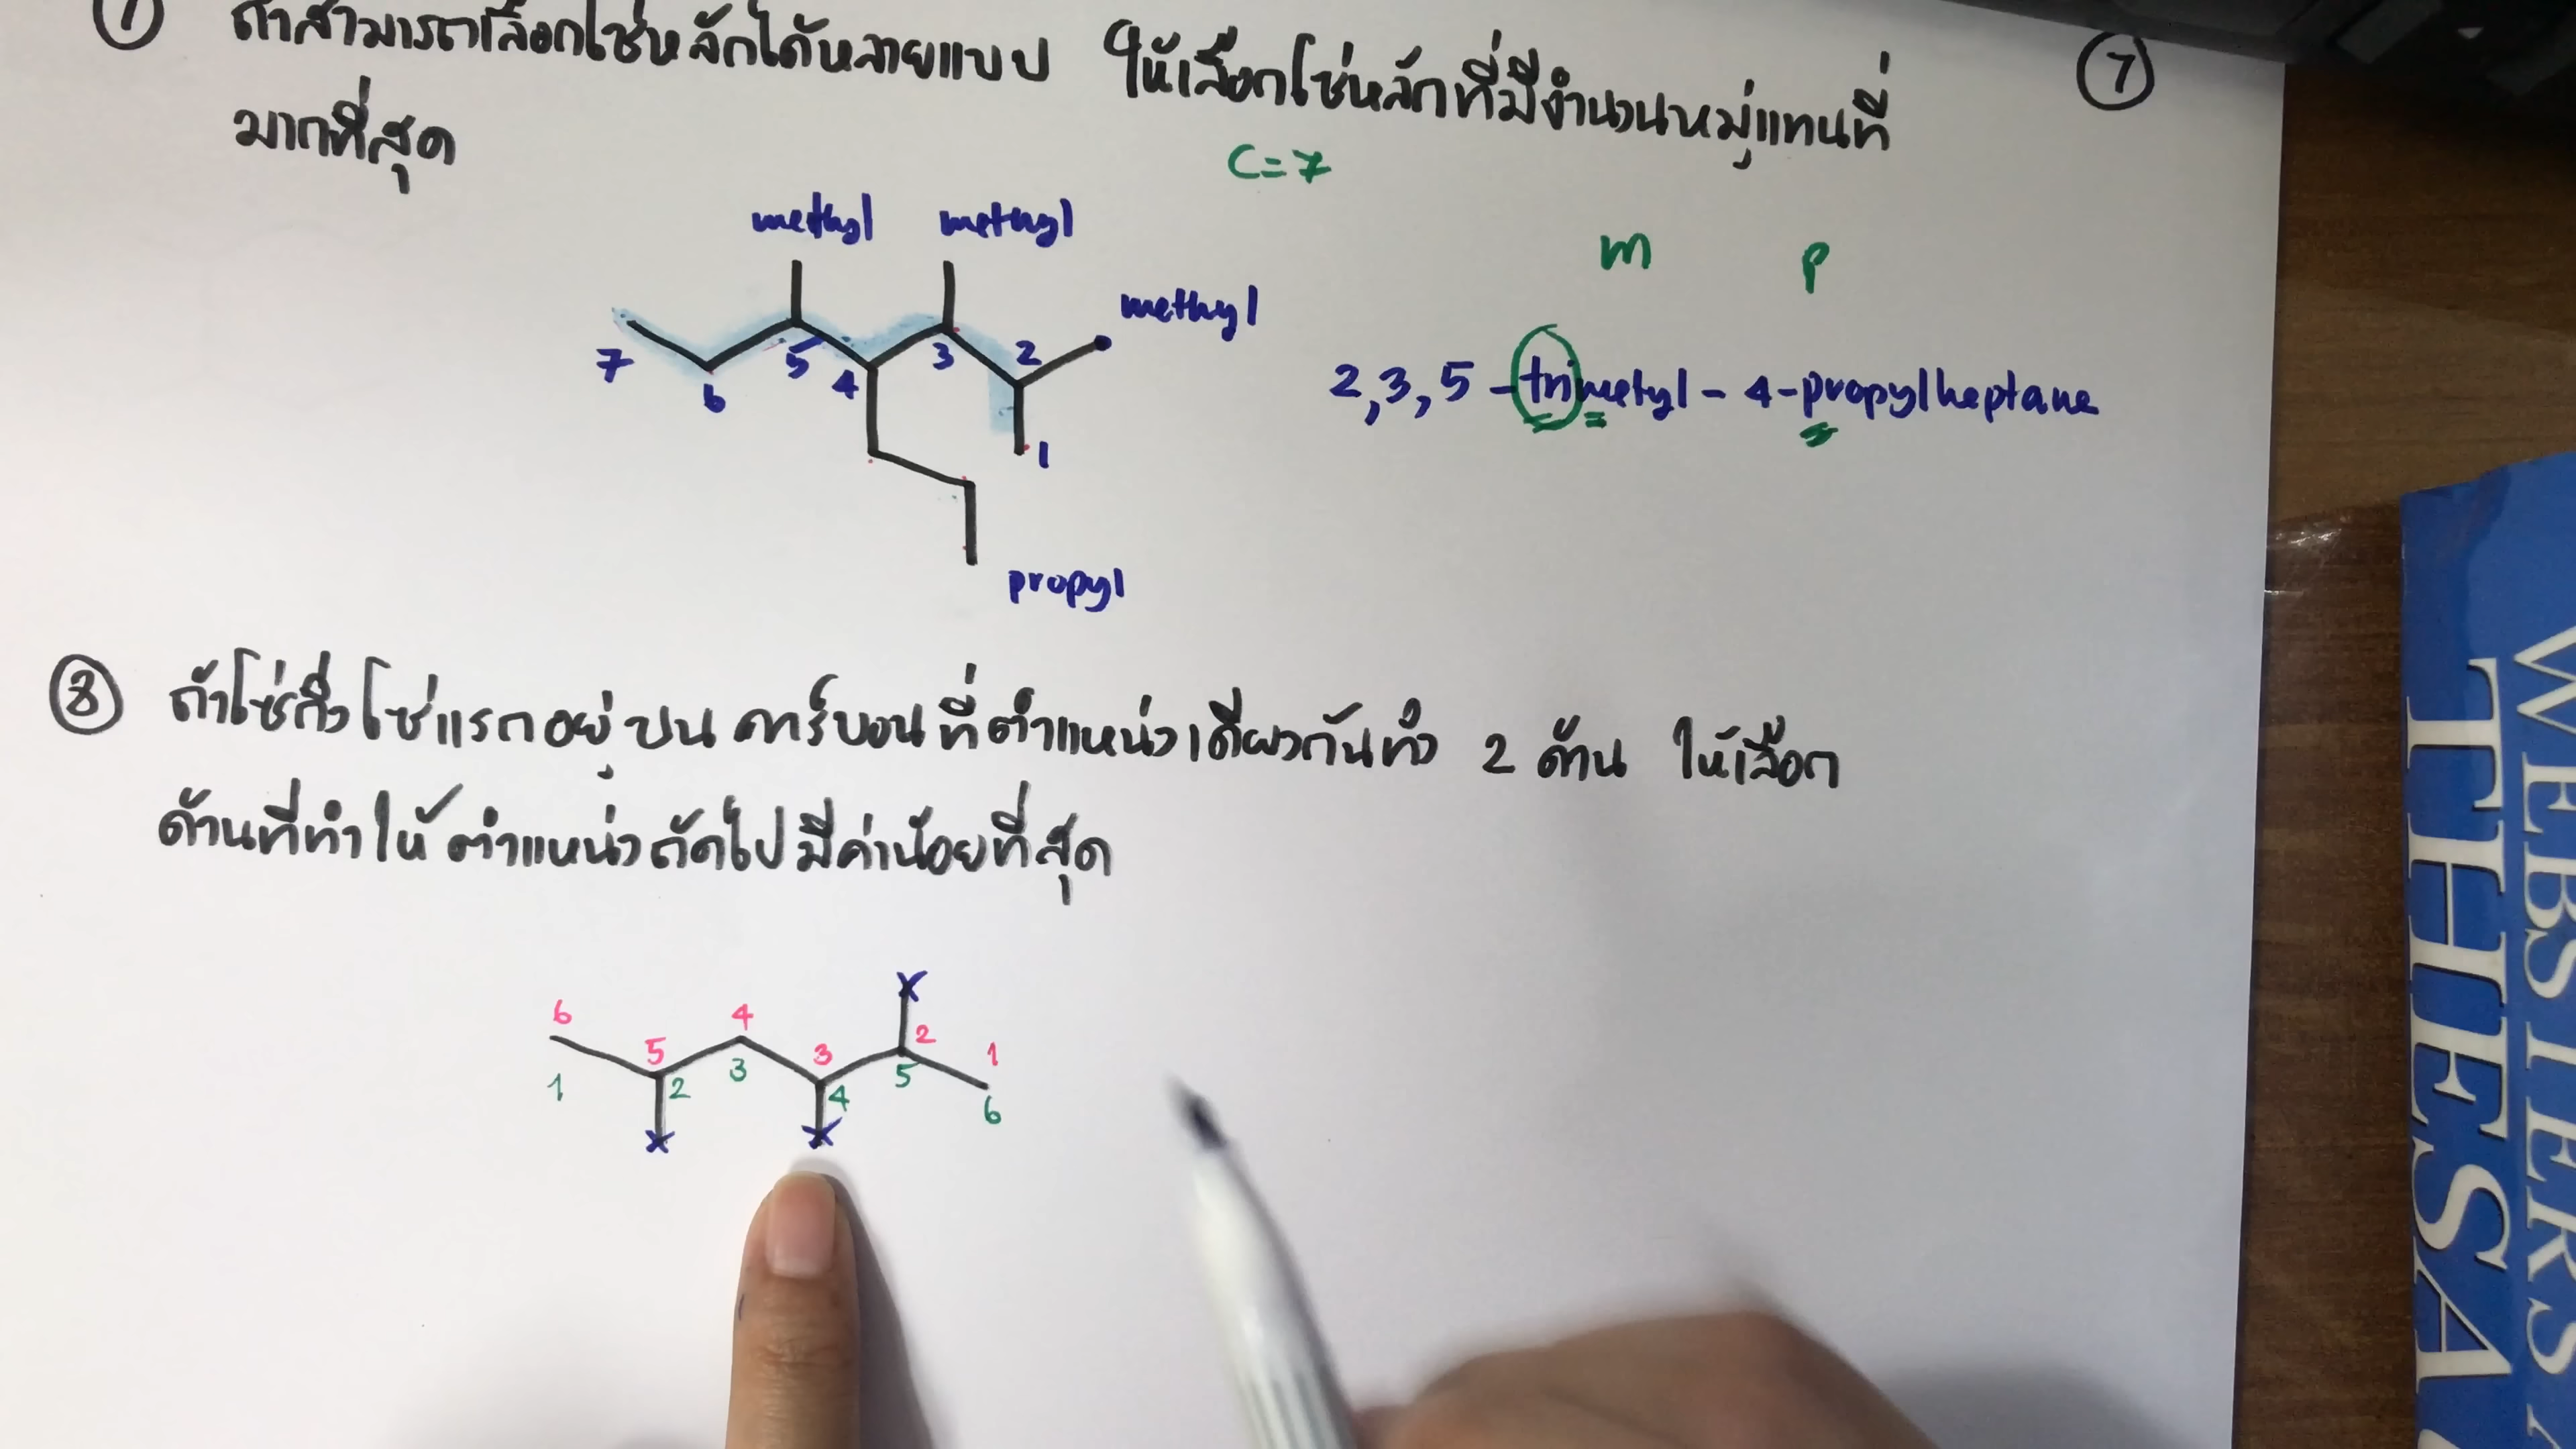 7 ถ้าสามารถเลือกโซ่หลักได้หลายแบบ ให้เลือกโซ่หลักที่มีจำนวนหมู่แทนที่
7
มากที่สุด
C=7
methyl
methyl
methyl
m
p
7
6
5
4
3
2
1
propyl
2,3,5 - trimetyl - 4-propylheptane
8 ถ้าโซ่กิ่งโซ่แรกอยู่บน คาร์บอนที่ตำแหน่งเดียวกันทั้ง 2 ด้าน ให้เลือก
ด้านที่ทำให้ ตำแหน่งถัดไป มีค่าน้อยที่สุด
6 5 4 3 2 1
1 2 3 4 5 6
x
x
x
WEBSTERS
THESA